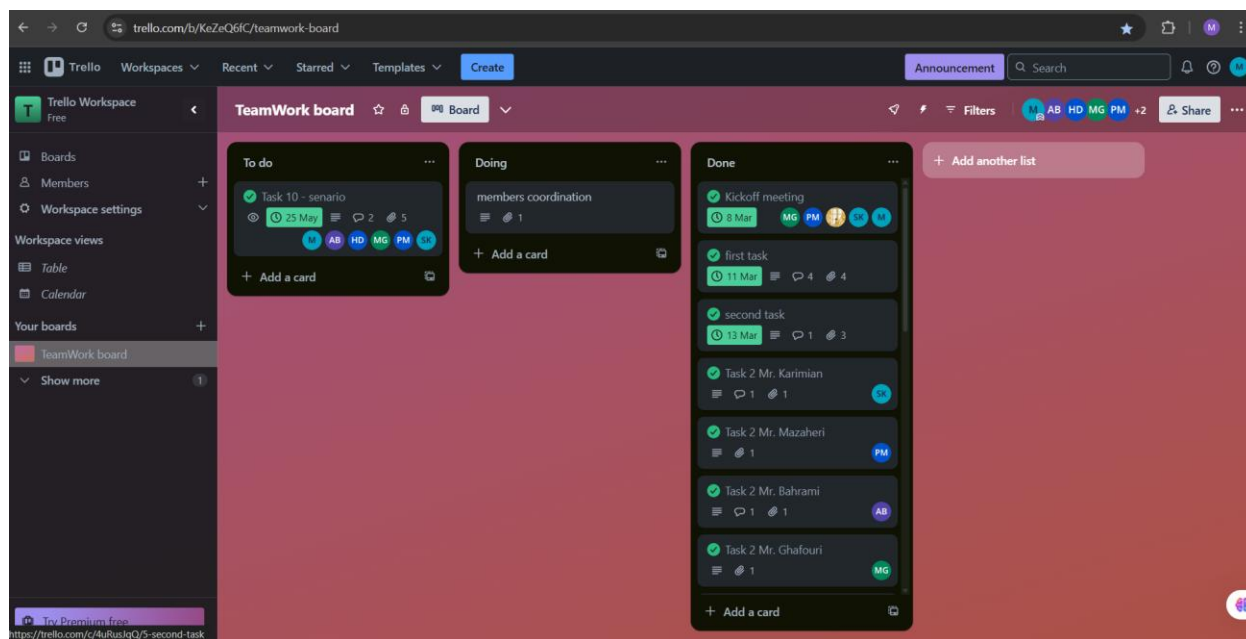 trello.com/b/KeZeQ6fC/teamwork-board
M
Trello Workspaces Recent Starred Templates Create Announcement Search M
T Trello Workspace
Free
TeamWork board Board Filters M AB HD MG PM +2 Share
Boards
Members
Workspace settings
Workspace views
Table
Calendar
Your boards
TeamWork board
Show more 1
Try Premium free
https://trello.com/c/4uRusJqQ/5-second-task
To do
Task 10 - senario
25 May 2 5
M AB HD MG PM SK
Add a card
Doing
members coordination
1
Add a card
Done
Kickoff meeting
8 Mar MG PM SK M
first task
11 Mar 4 4
second task
13 Mar 1 3
Task 2 Mr. Karimian
1 1 SK
Task 2 Mr. Mazaheri
1 PM
Task 2 Mr. Bahrami
1 1 AB
Task 2 Mr. Ghafouri
1 MG
Add a card
Add another list